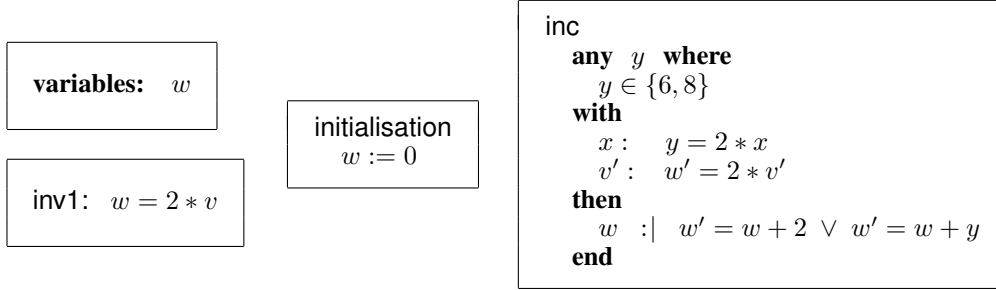 variables: w
inv1: w = 2 ∗ v
initialisation
w := 0
inc
any y where
y ∈ {6, 8}
with
x : y = 2 ∗ x
v′ : w′ = 2 ∗ v′
then
w :| w′ = w + 2 ∨ w′ = w + y
end